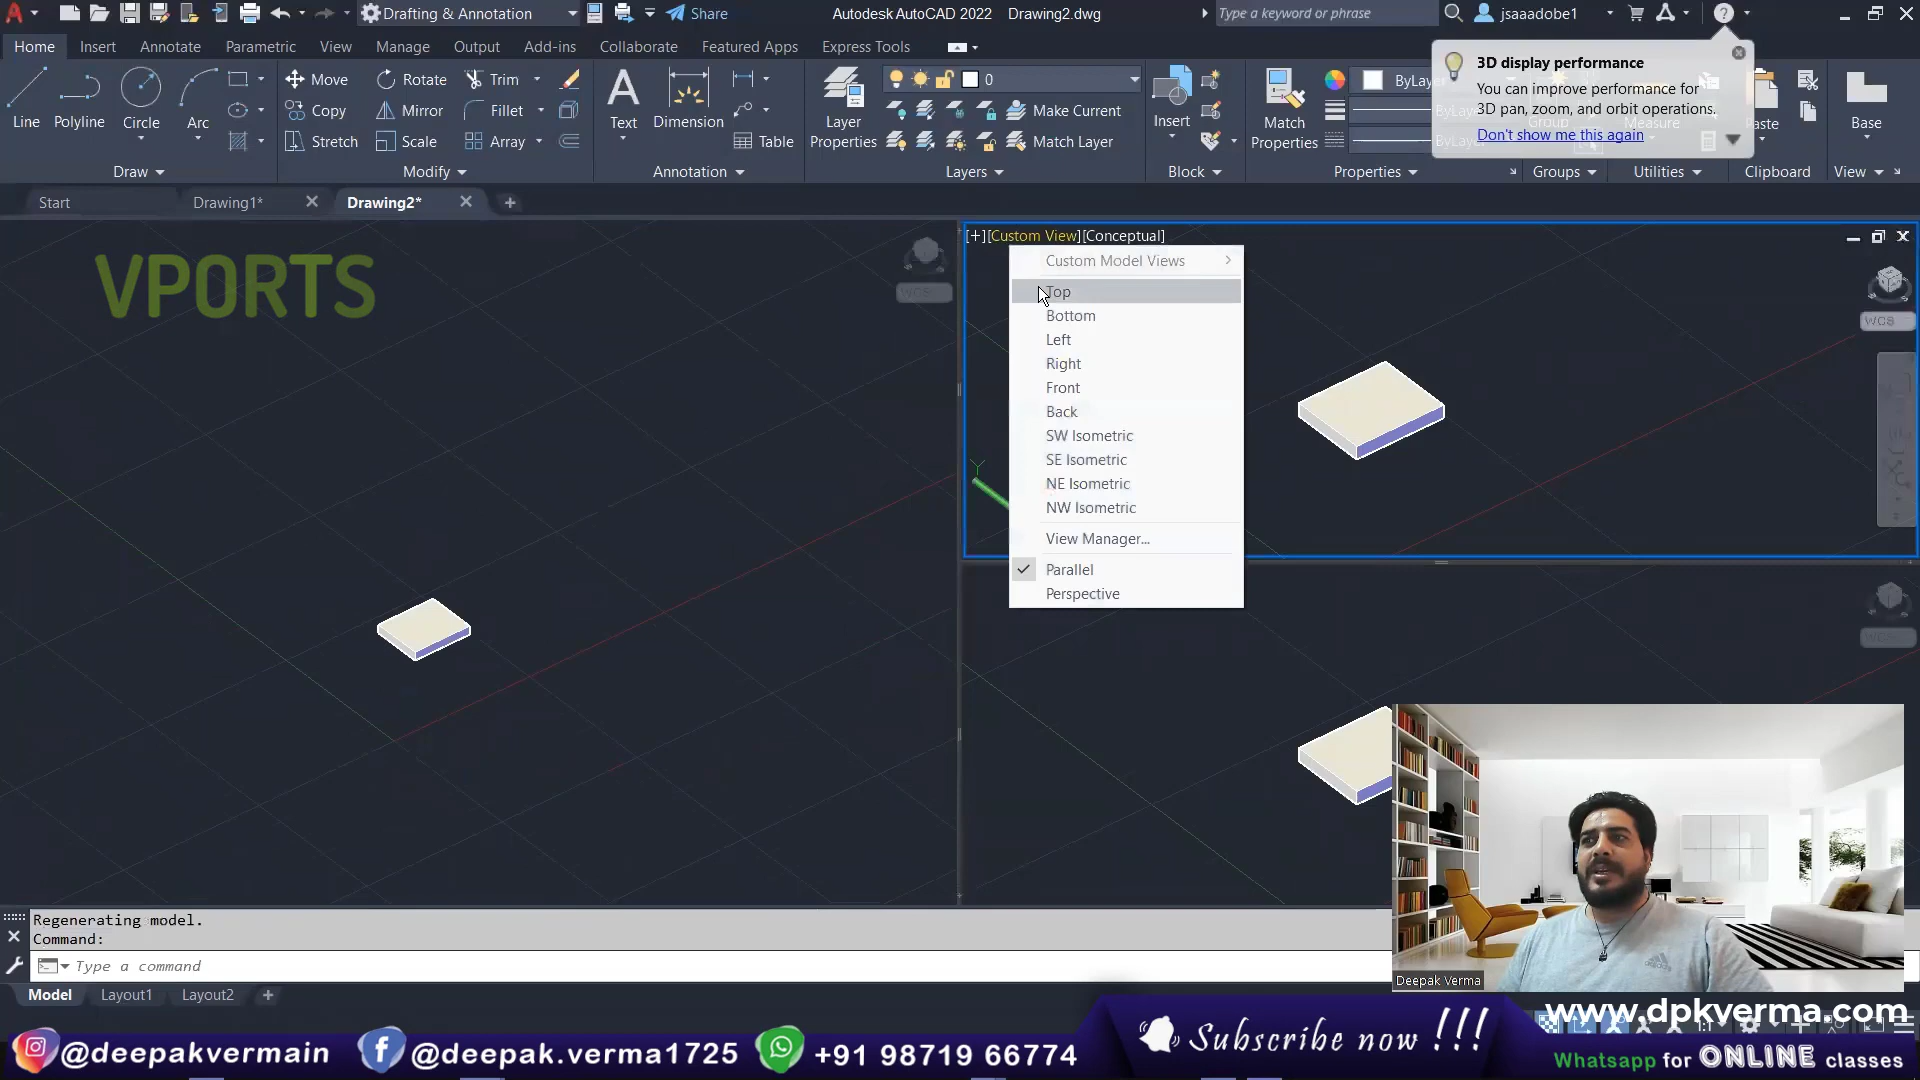 Drafting & Annotation
Share
Autodesk AutoCAD 2022 Drawing2.dwg
Type a keyword or phrase
jsaaadobe1
Home Insert Annotate Parametric View Manage Output Add-ins Collaborate Featured Apps Express Tools
3D display performance
You can improve performance for
3D pan, zoom, and orbit operations.
Don't show me this again
Line Polyline Circle Arc
Move Rotate Trim
Copy Mirror Fillet
Stretch Scale Array
Text Dimension Table
Layer
Properties
0
Make Current
Match Layer
Insert
Match
Properties
ByLay
Paste
Base
Draw Modify Annotation Layers Block Properties Groups Utilities Clipboard View
Start Drawing1* Drawing2*
VPORTS
[+][Custom View][Conceptual]
Custom Model Views
Top
Bottom
Left
Right
Front
Back
SW Isometric
SE Isometric
NE Isometric
NW Isometric
View Manager...
Parallel
Perspective
WCS
WCS
Y
Regenerating model.
Command:
Type a command
Model Layout1 Layout2
Deepak Verma
www.dpkverma.com
@deepakvermain @deepak.verma1725 +91 98719 66774
Subscribe now !!!
Whatsapp for ONLINE classes